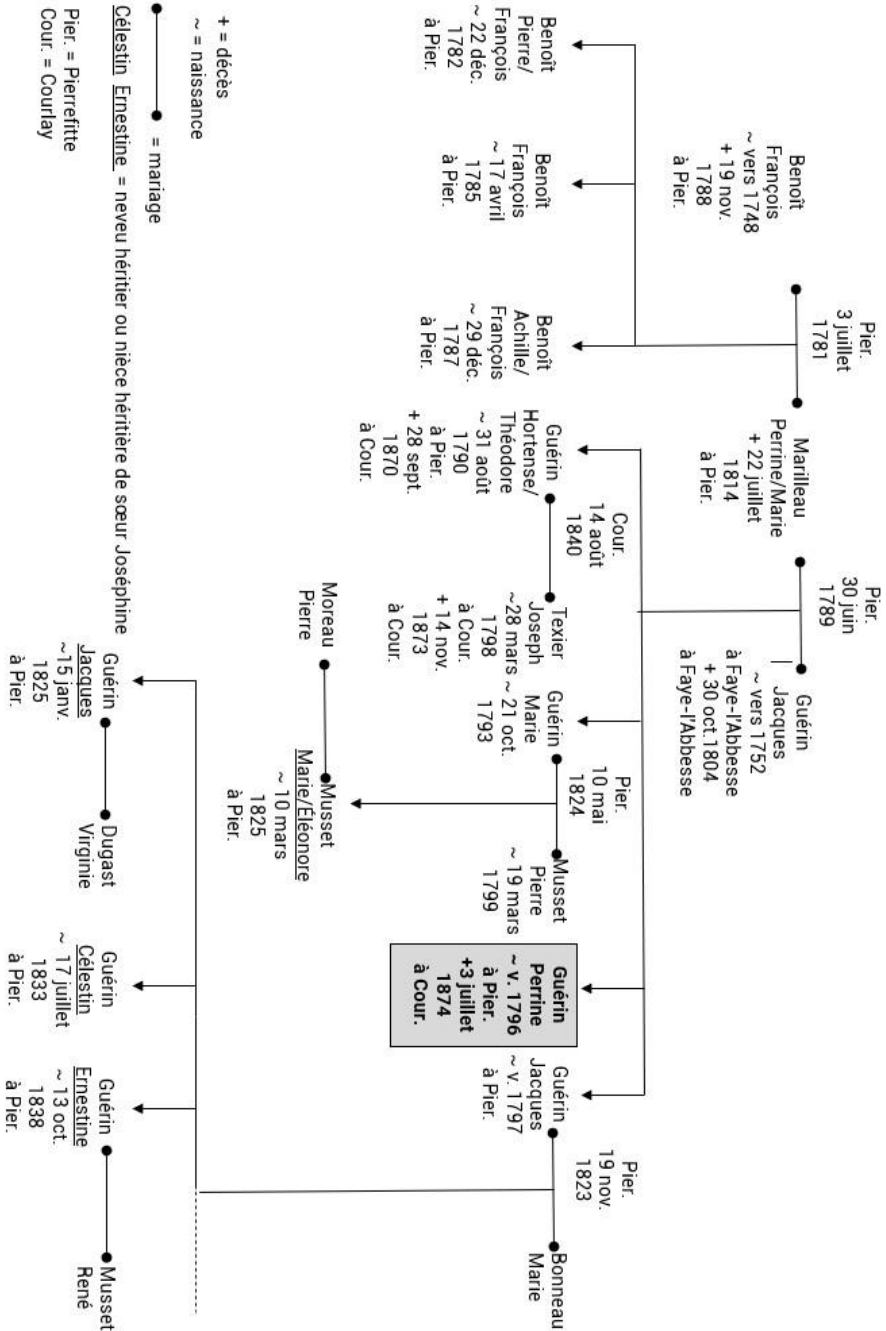 Pier.
3 juillet
1781
Pier.
30 juin
1789
Benoît
François
~ vers 1748
+ 19 nov.
1788
à Pier.
Marilleau
Perrine/Marie
+ 22 juillet
1814
à Pier.
Guérin
Jacques
~ vers 1752
à Faye-l'Abbesse
+ 30 oct.1804
à Faye-l'Abbesse
Benoît
Pierre/
François
~ 22 déc.
1782
à Pier.
Benoît
François
~ 17 avril
1785
à Pier.
Benoît
Achille/
François
~ 29 déc.
1787
à Pier.
Guérin
Hortense/
Théodore
~ 31 août
1790
à Pier.
+ 28 sept.
1870
à Cour.
Cour.
14 août
1840
Texier
Joseph
~28 mars
1798
à Cour.
+ 14 nov.
1873
à Cour.
Guérin
Marie
~ 21 oct.
1793
Pier.
10 mai
1824
Musset
Pierre
~ 19 mars
1799
Guérin
Perrine
~ v. 1796
à Pier.
+3 juillet
1874
à Cour.
Guérin
Jacques
~ v. 1797
à Pier.
Pier.
19 nov.
1823
Bonneau
Marie
Moreau
Pierre
Musset
Marie/Éléonore
~ 10 mars
1825
à Pier.
Guérin
Jacques
~15 janv.
1825
à Pier.
Dugast
Virginie
Guérin
Célestin
~ 17 juillet
1833
à Pier.
Guérin
Ernestine
~ 13 oct.
1838
à Pier.
Musset
René
+ = décès
~ = naissance
= mariage
Célestin Ernestine = neveu héritier ou nièce héritière de sœur Joséphine
Pier. = Pierrefitte
Cour. = Courlay